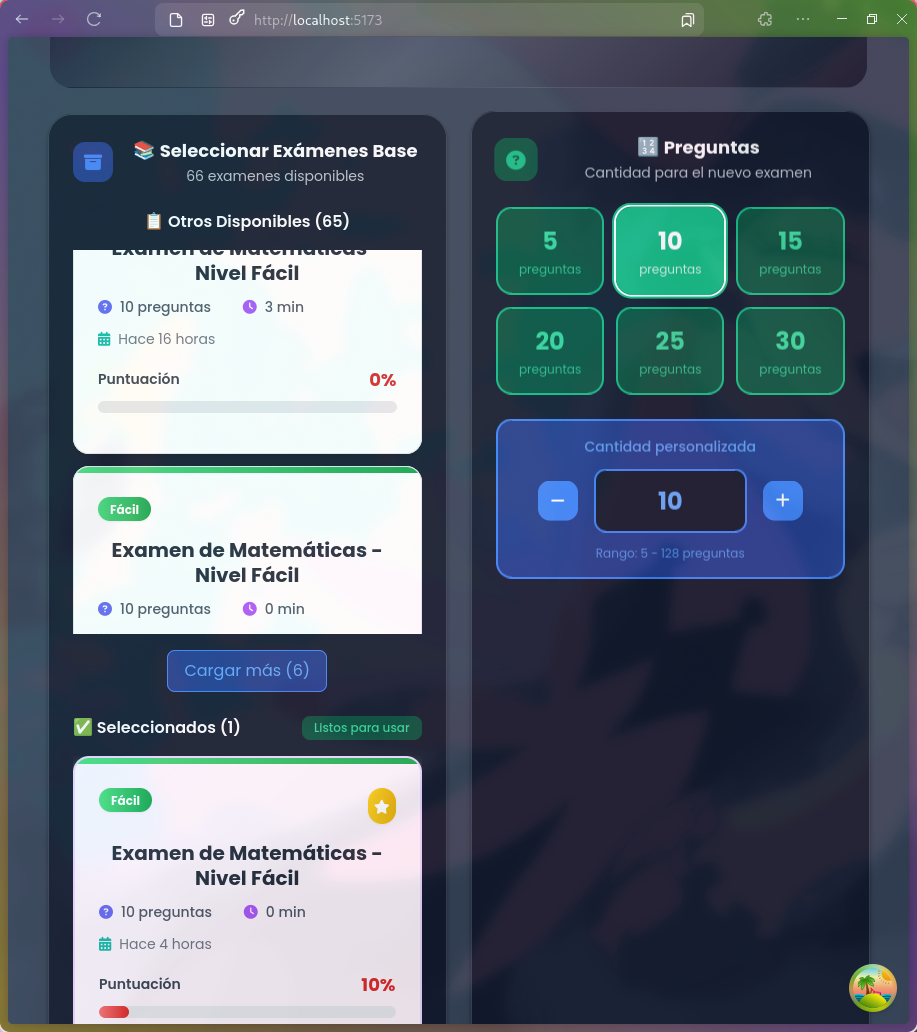 http://localhost:5173
📚 Seleccionar Exámenes Base
66 examenes disponibles
📋 Otros Disponibles (65)
Examen de Matemáticas
Nivel Fácil
10 preguntas
3 min
Hace 16 horas
Puntuación
0%
Fácil
Examen de Matemáticas -
Nivel Fácil
10 preguntas
0 min
Cargar más (6)
✅ Seleccionados (1)
Listos para usar
Fácil
Examen de Matemáticas -
Nivel Fácil
10 preguntas
0 min
Hace 4 horas
Puntuación
10%
🔢 Preguntas
Cantidad para el nuevo examen
5
preguntas
10
preguntas
15
preguntas
20
preguntas
25
preguntas
30
preguntas
Cantidad personalizada
− 10 +
Rango: 5 - 128 preguntas